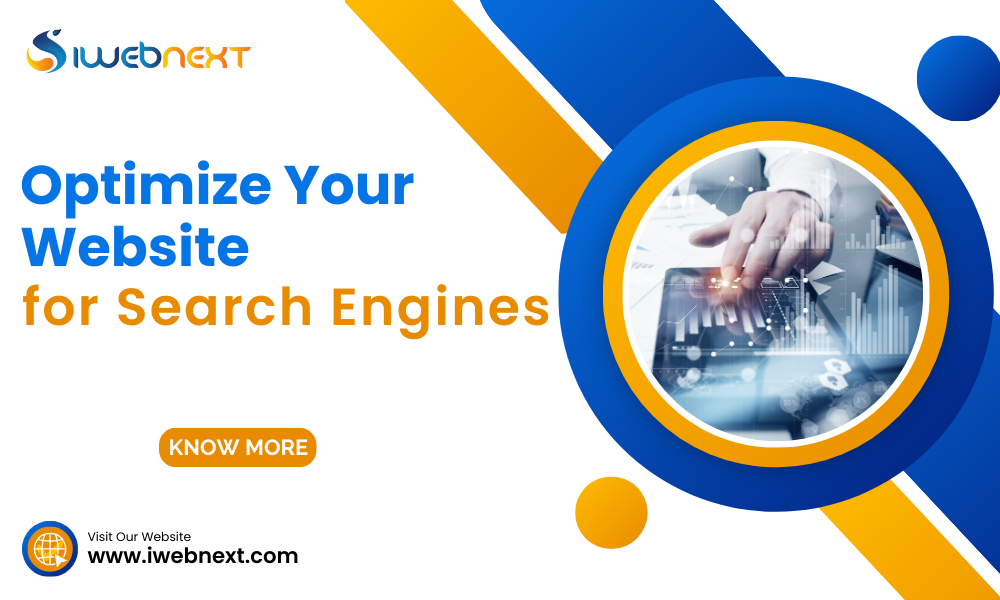 iwebnext
Optimize Your
Website
for Search Engines
KNOW MORE
Visit Our Website
www.iwebnext.com